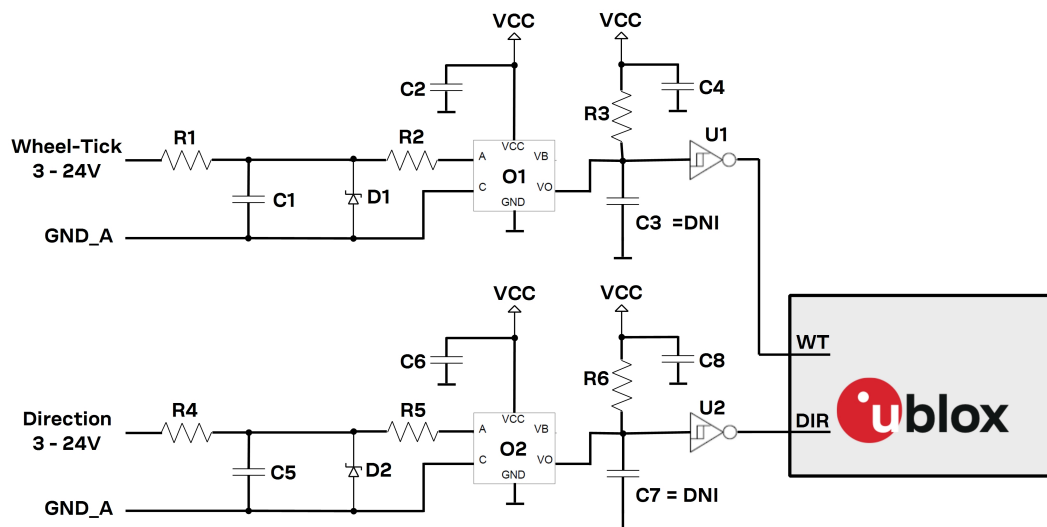 VCC
VCC
C2
C4
R3
Wheel-Tick
3 - 24V
R1
R2
U1
A
VCC
VB
O1
C
VO
GND
C1
D1
C3 =DNI
GND_A
VCC
VCC
C6
C8
R6
WT
Direction
3 - 24V
R4
R5
U2
A
VCC
VB
O2
C
VO
GND
DIR
ublox
C5
D2
C7 = DNI
GND_A